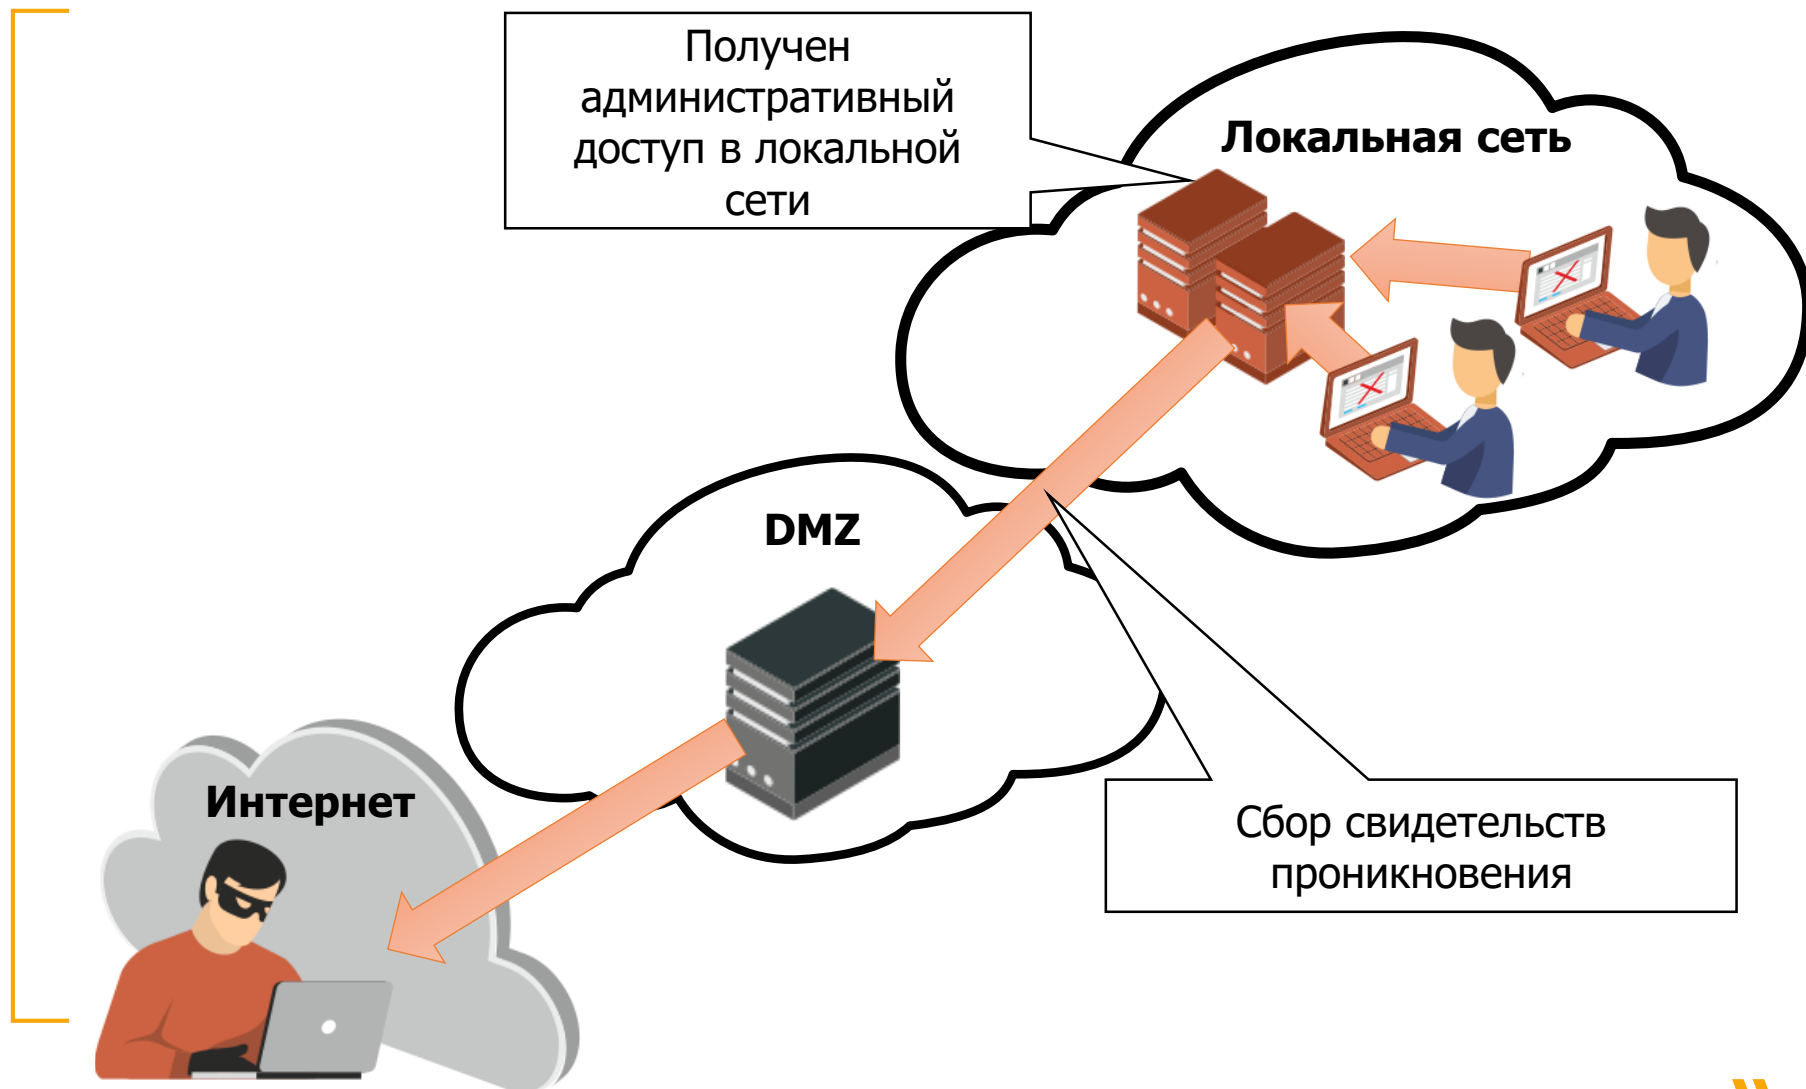 Получен
административный
доступ в локальной
сети
Локальная сеть
DMZ
Интернет
Сбор свидетельств
проникновения